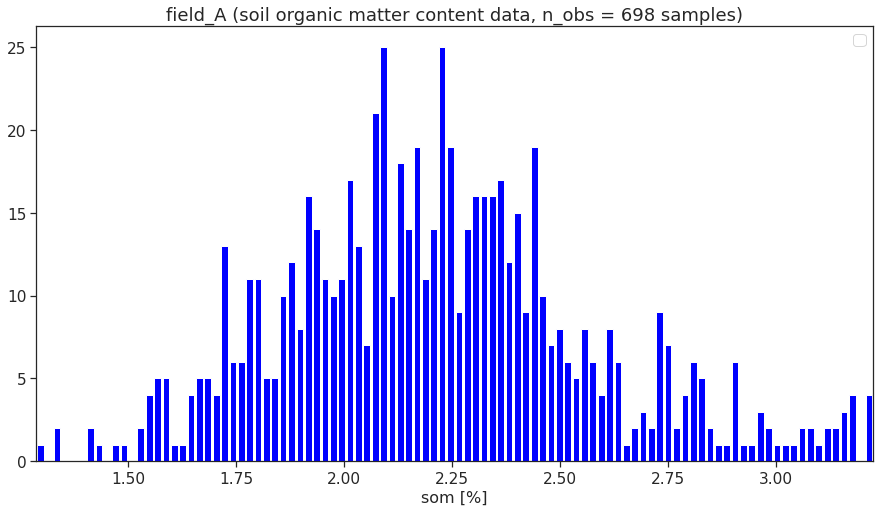 field_A (soil organic matter content data, n_obs = 698 samples)
25
20
15
10
5
0
1.50 1.75 2.00 2.25 2.50 2.75 3.00
som [%]